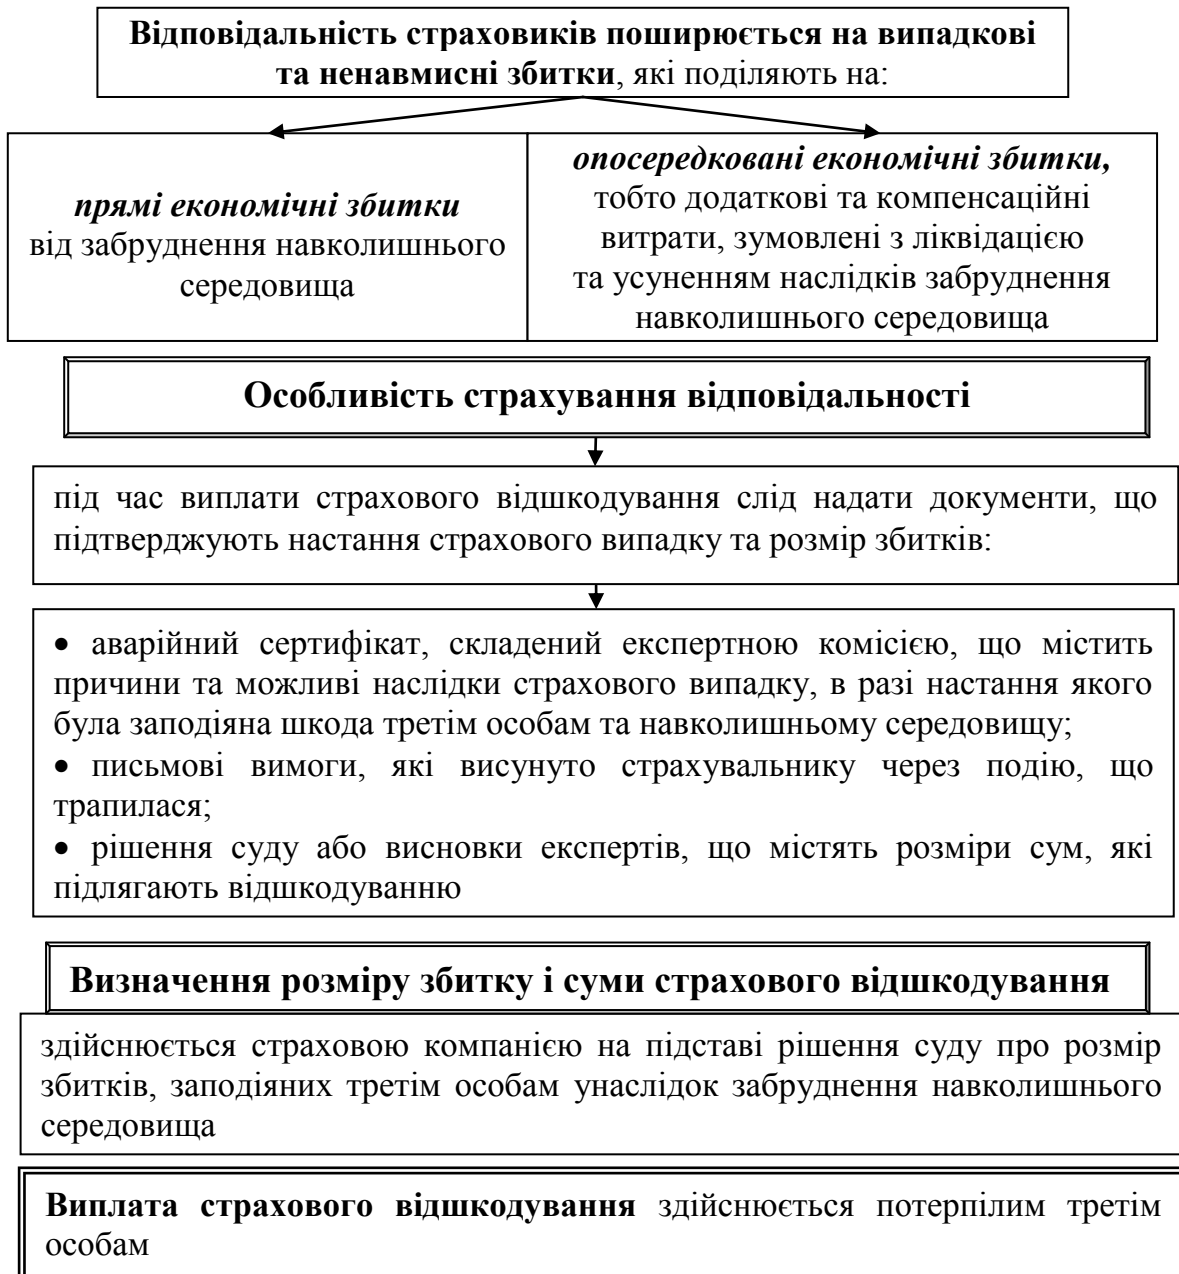 Відповідальність страховиків поширюється на випадкові
та ненавмисні збитки, які поділяють на:
прямі економічні збитки
від забруднення навколишнього
середовища
опосередковані економічні збитки,
тобто додаткові та компенсаційні
витрати, зумовлені з ліквідацією
та усуненням наслідків забруднення
навколишнього середовища
Особливість страхування відповідальності
під час виплати страхового відшкодування слід надати документи, що
підтверджують настання страхового випадку та розмір збитків:
• аварійний сертифікат, складений експертною комісією, що містить
причини та можливі наслідки страхового випадку, в разі настання якого
була заподіяна шкода третім особам та навколишньому середовищу;
• письмові вимоги, які висунуто страхувальнику через подію, що
трапилася;
• рішення суду або висновки експертів, що містять розміри сум, які
підлягають відшкодуванню
Визначення розміру збитку і суми страхового відшкодування
здійснюється страховою компанією на підставі рішення суду про розмір
збитків, заподіяних третім особам унаслідок забруднення навколишнього
середовища
Виплата страхового відшкодування здійснюється потерпілим третім
особам